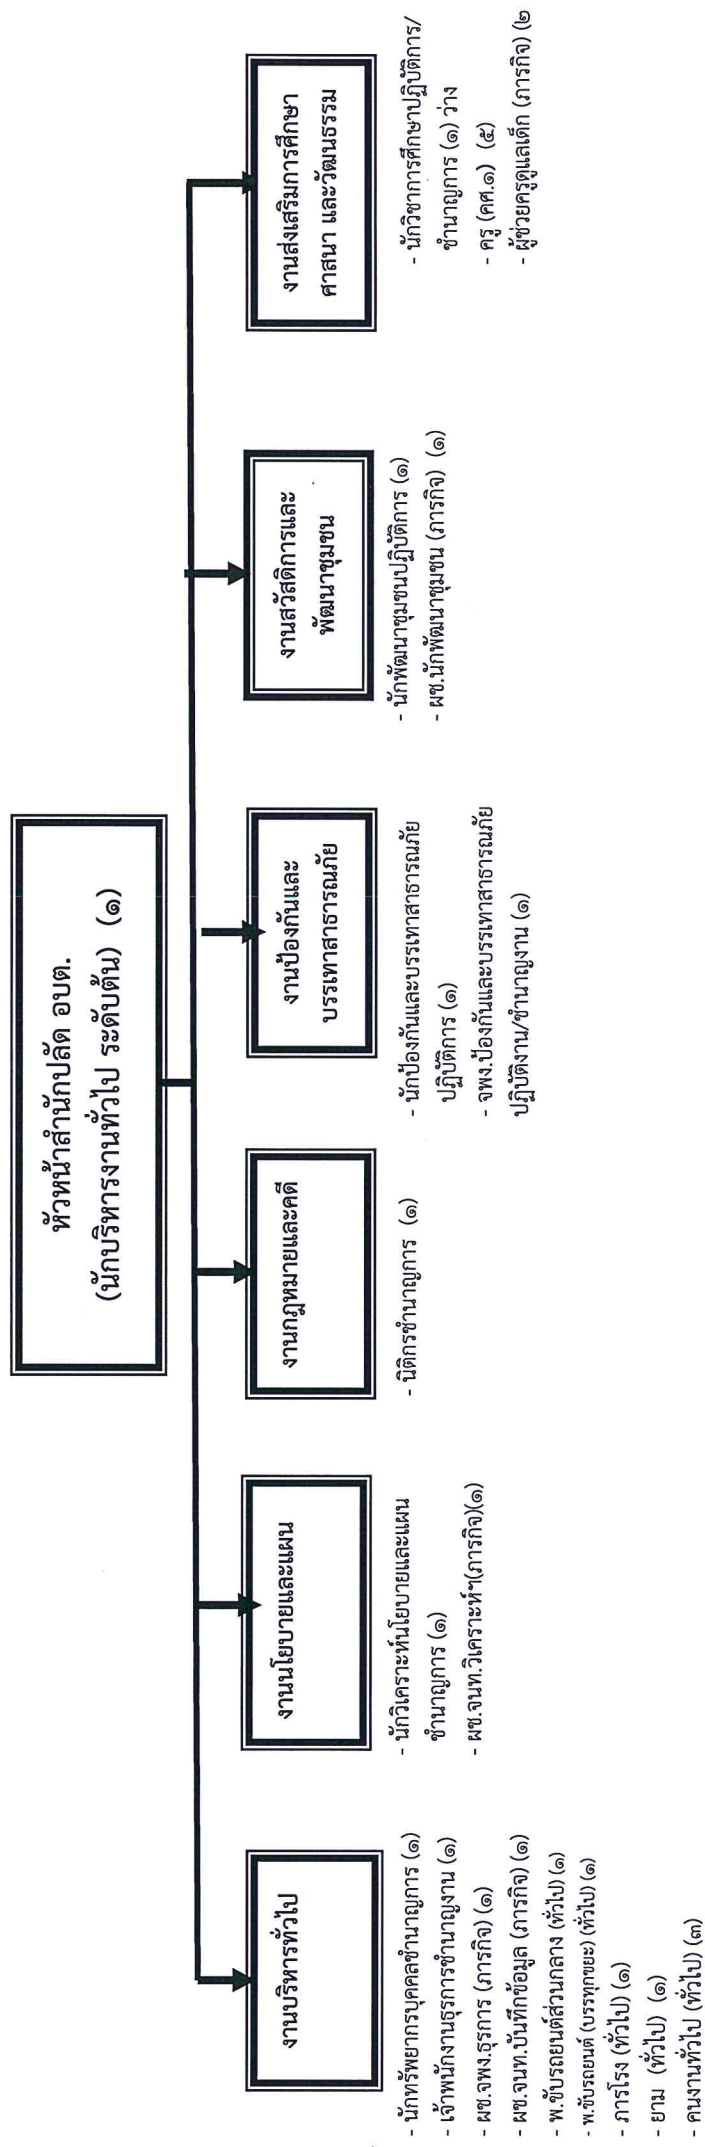 หัวหน้าสำนักปลัด อบต.
(นักบริหารงานทั่วไป ระดับต้น) (๑)
งานบริหารทั่วไป
- นักทรัพยากรบุคคลชำนาญการ (๑)
- เจ้าพนักงานธุรการชำนาญงาน (๑)
- ผช.จพง.ธุรการ (ภารกิจ) (๑)
- ผช.จนท.บันทึกข้อมูล (ภารกิจ) (๑)
- พ.ขับรถยนต์ส่วนกลาง (ทั่วไป) (๑)
- พ.ขับรถยนต์ (บรรทุกขยะ) (ทั่วไป) (๑)
- ภารโรง (ทั่วไป) (๑)
- ยาม (ทั่วไป) (๑)
- คนงานทั่วไป (ทั่วไป) (๓)
งานนโยบายและแผน
- นักวิเคราะห์นโยบายและแผน
ชำนาญการ (๑)
- ผช.จนท.วิเคราะห์ฯ(ภารกิจ)(๑)
งานกฎหมายและคดี
- นิติกรชำนาญการ (๑)
งานป้องกันและ
บรรเทาสาธารณภัย
- นักป้องกันและบรรเทาสาธารณภัย
ปฏิบัติการ (๑)
- จพง.ป้องกันและบรรเทาสาธารณภัย
ปฏิบัติงาน/ชำนาญงาน (๑)
งานสวัสดิการและ
พัฒนาชุมชน
- นักพัฒนาชุมชนปฏิบัติการ (๑)
- ผช.นักพัฒนาชุมชน (ภารกิจ) (๑)
งานส่งเสริมการศึกษา
ศาสนา และวัฒนธรรม
- นักวิชาการศึกษาปฏิบัติการ/
ชำนาญการ (๑) ว่าง
- ครู (คศ.๑) (๕)
- ผู้ช่วยครูดูแลเด็ก (ภารกิจ) (๒